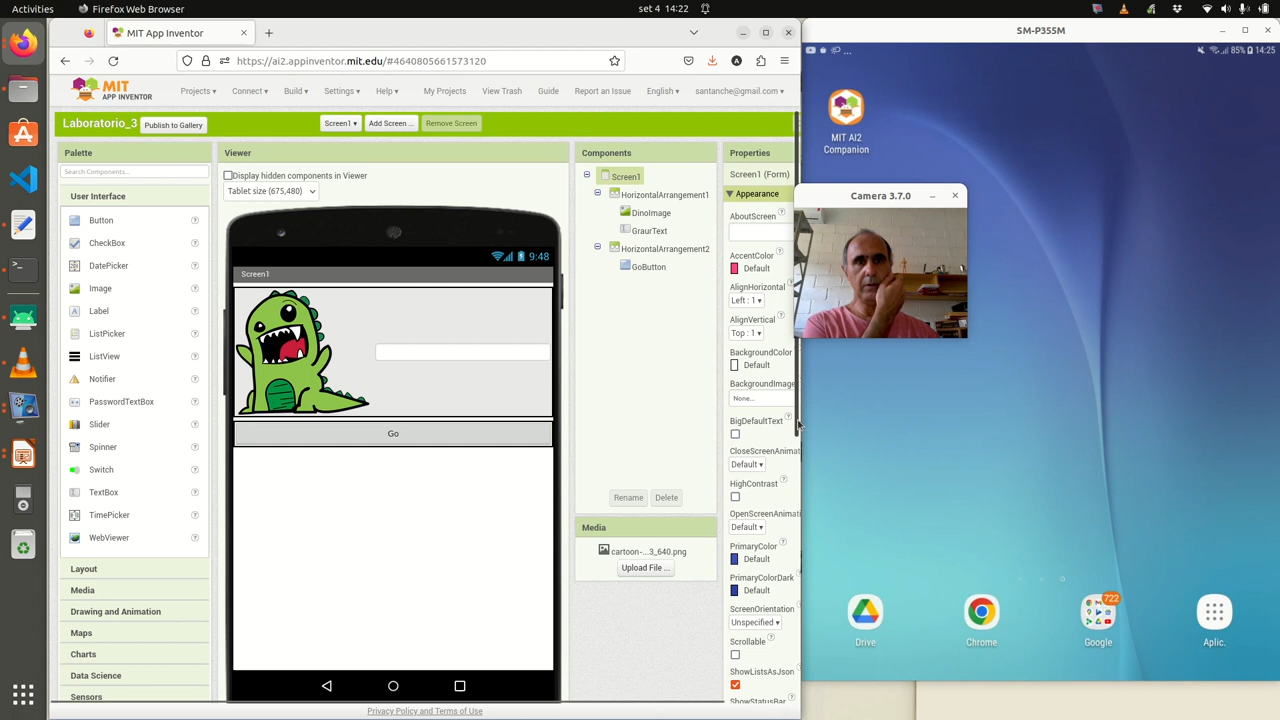 Activities
Firefox Web Browser
set 4 14:22
MIT App Inventor
https://ai2.appinventor.mit.edu/#4640805661573120
MIT
APP INVENTOR
Projects
Connect
Build
Settings
Help
My Projects
View Trash
Guide
Report an Issue
English
santanche@gmail.com
Laboratorio_3
Publish to Gallery
Screen1
Add Screen ...
Remove Screen
Palette
Search Components...
User Interface
Button
CheckBox
DatePicker
Image
Label
ListPicker
ListView
Notifier
PasswordTextBox
Slider
Spinner
Switch
TextBox
TimePicker
WebViewer
Layout
Media
Drawing and Animation
Maps
Charts
Data Science
Sensors
Viewer
Display hidden components in Viewer
Tablet size (675,480)
9:48
Screen1
Go
Components
Screen1
HorizontalArrangement1
DinoImage
GraurText
HorizontalArrangement2
GoButton
Rename
Delete
Media
cartoon-...3_640.png
Upload File ...
Properties
Screen1 (Form)
Appearance
AboutScreen
AccentColor
Default
AlignHorizontal
Left : 1
AlignVertical
Top : 1
BackgroundColor
Default
BackgroundImage
None...
BigDefaultText
CloseScreenAnimat
Default
HighContrast
OpenScreenAnimati
Default
PrimaryColor
Default
PrimaryColorDark
Default
ScreenOrientation
Unspecified
Scrollable
ShowListsAsJson
ShowStatusBar
Privacy Policy and Terms of Use
SM-P355M
85% 14:25
MIT AI2
Companion
Camera 3.7.0
722
Drive
Chrome
Google
Aplic.